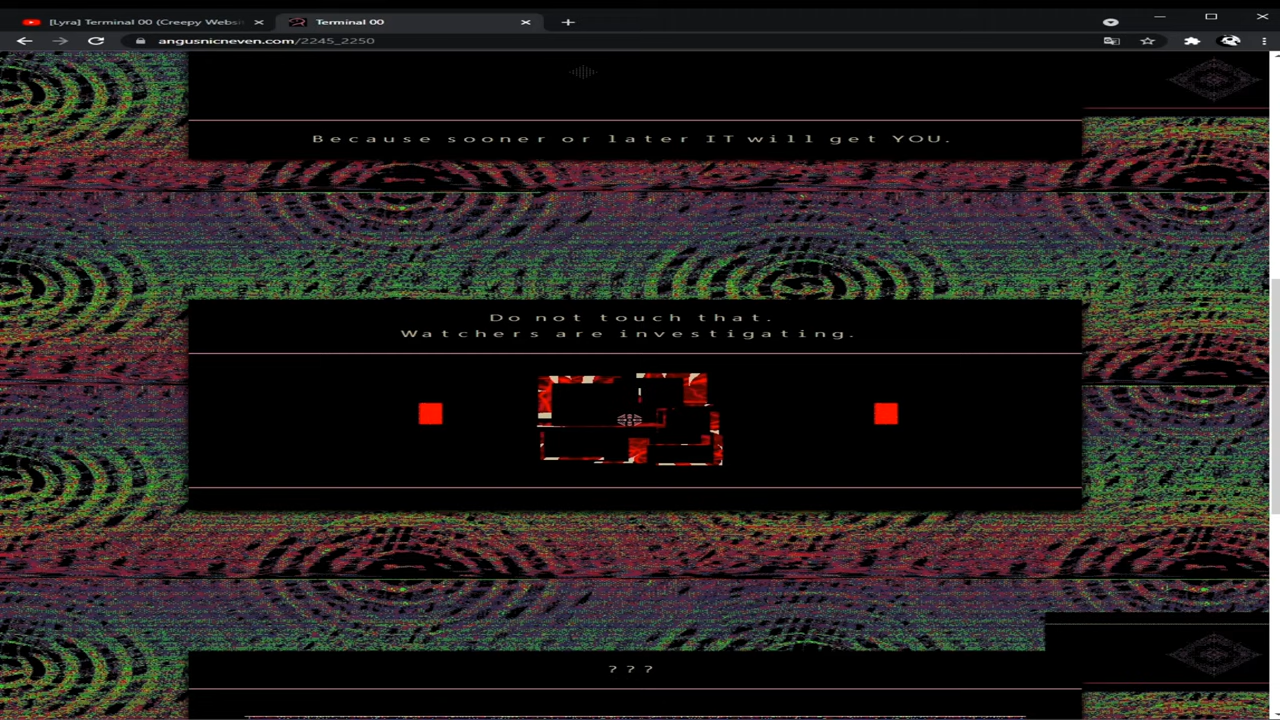 [Lyra] Terminal 00 (Creepy Websi
Terminal 00
angusnicneven.com/2245_2250
Because sooner or later IT will get YOU.
Do not touch that.
Watchers are investigating.
? ? ?